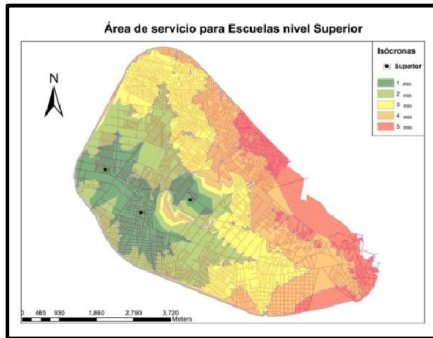 Área de servicio para Escuelas nivel Superior
Isócronas
Superior
1 min
2 min
3 min
4 min
5 min
N
0 465 930 1,860 2,790 3,720
Meters